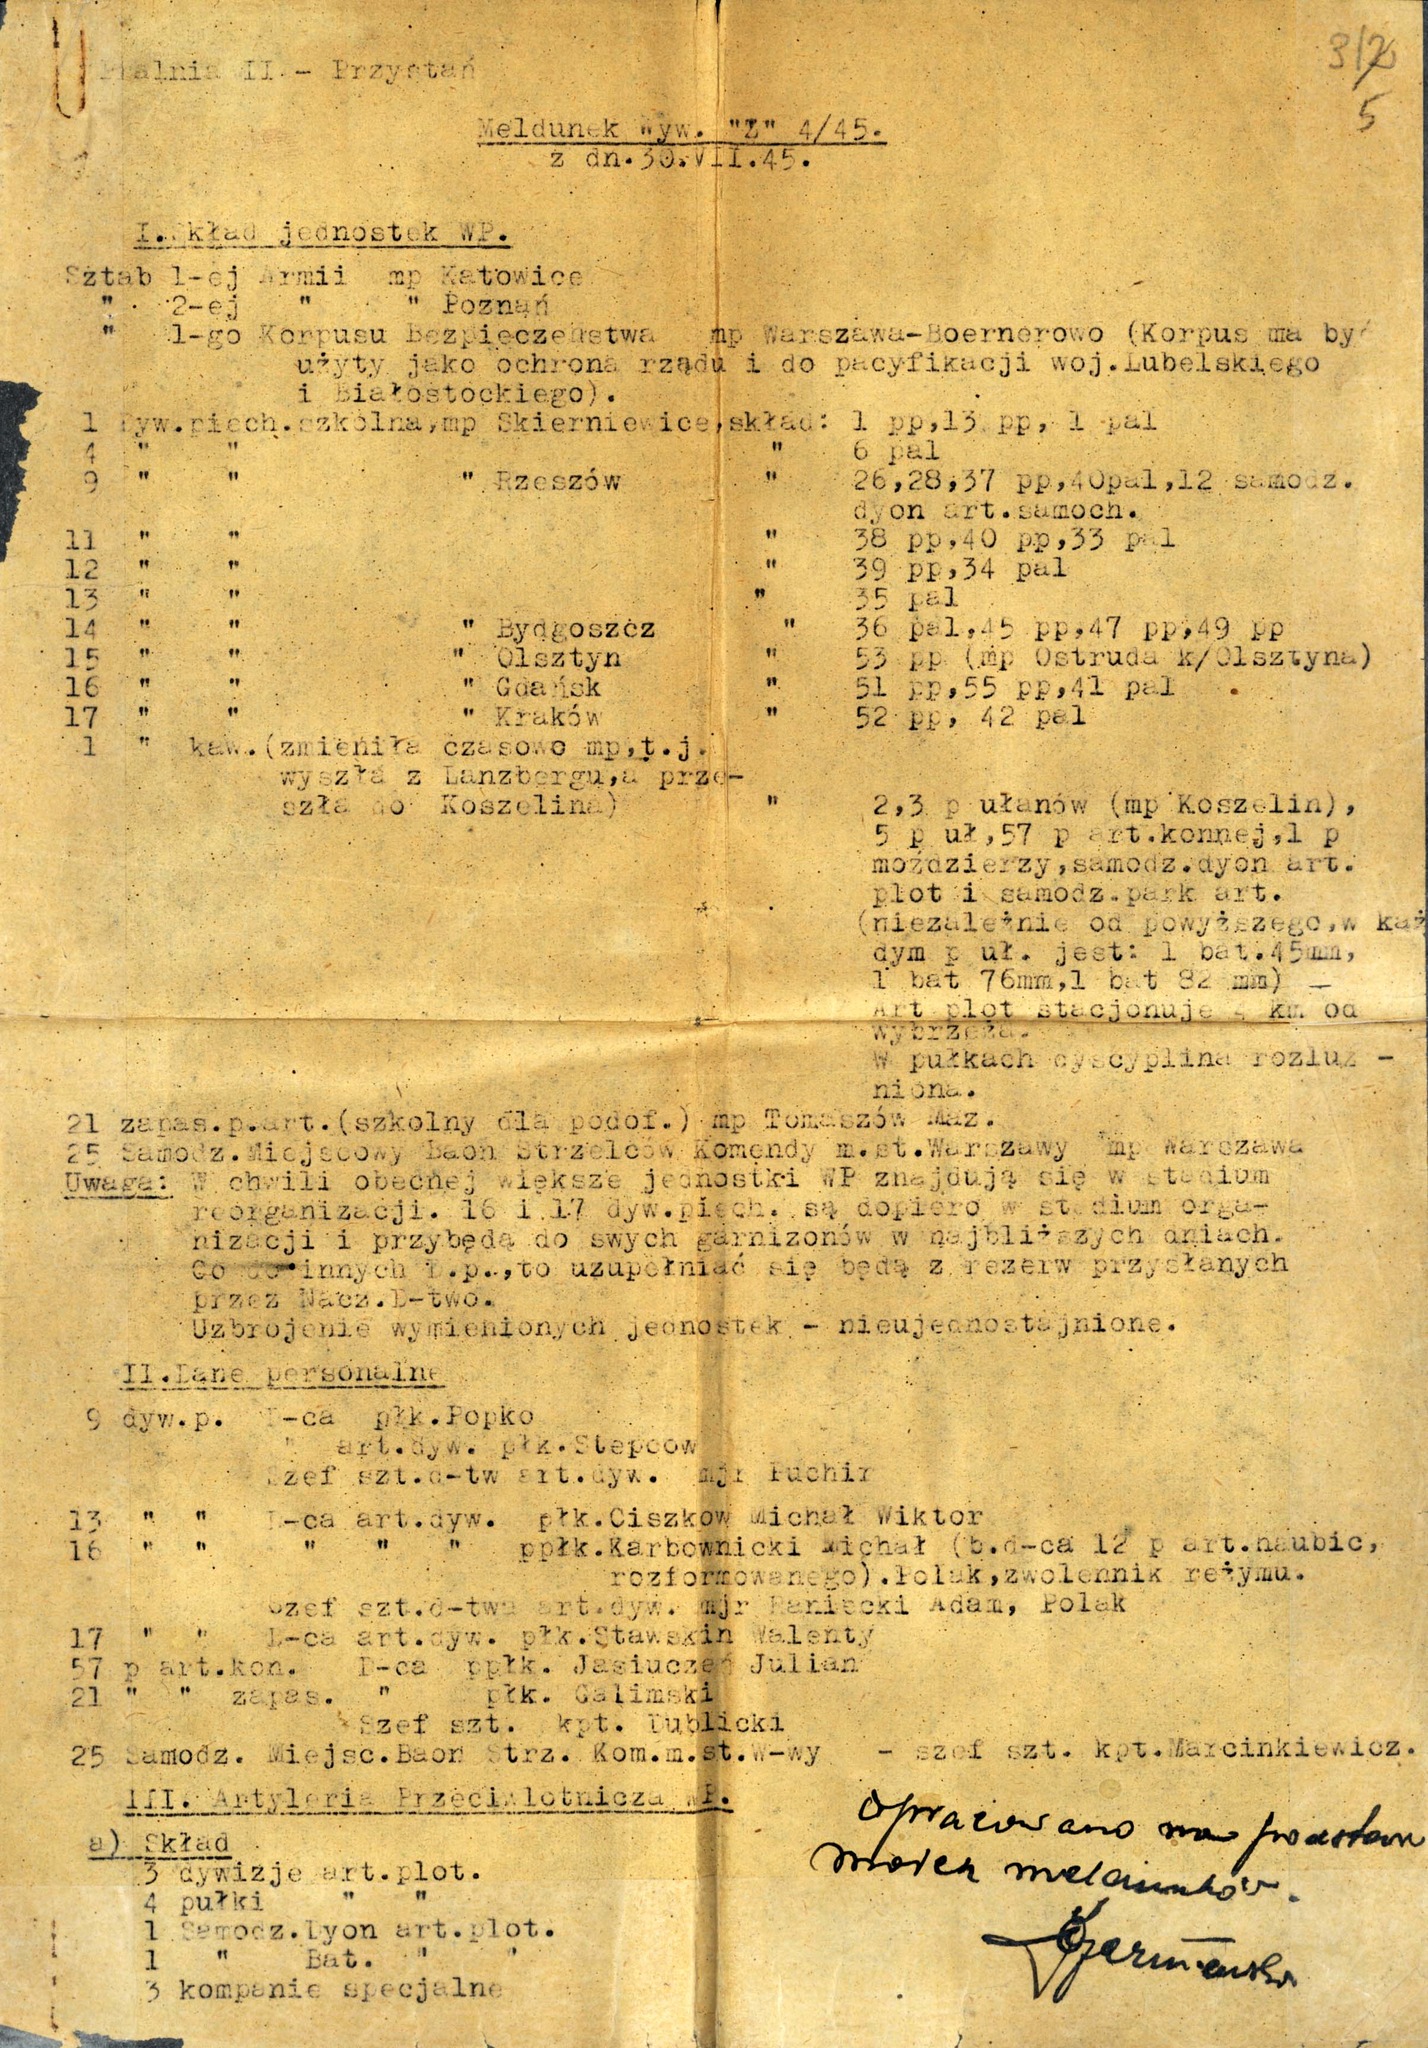 Pralnia II - Przystań
3/2
5
Meldunek Wyw. "Z" 4/45.
z dn.30.VII.45.
I.Skład jednostek WP.
Sztab 1-ej Armii mp Katowice
" 2-ej " " Poznań
" 1-go Korpusu Bezpieczeństwa mp Warszawa-Boernerowo (Korpus ma być
użyty jako ochrona rządu i do pacyfikacji woj.Lubelskiego
i Białostockiego).
1 Dyw.piech.szkolna,mp Skierniewice,skład: 1 pp,13 pp, 1 pal
4 " " " 6 pal
9 " " " Rzeszów " 26,28,37 pp,40pal,12 samodz.
dyon art.samoch.
11 " " " 38 pp,40 pp,33 pal
12 " " " 39 pp,34 pal
13 " " " 35 pal
14 " " " Bydgoszcz " 36 pal,45 pp,47 pp,49 pp
15 " " " Olsztyn " 53 pp (mp Ostruda k/Olsztyna)
16 " " " Gdańsk " 51 pp,55 pp,41 pal
17 " " " Kraków " 52 pp, 42 pal
1 " kaw.(zmieniła czasowo mp,t.j.
wyszła z Lanzbergu,a prze-
szła do Koszelina) " 2,3 p ułanów (mp Koszelin),
5 p uł,57 p art.konnej,1 p
moździerzy,samodz.dyon art.
plot i samodz.park art.
(niezależnie od powyższego,w każ
dym p uł. jest: 1 bat.45mm,
1 bat 76mm,1 bat 82 mm) -
Art plot stacjonuje 4 km od
wybrzeża.
W pułkach dyscyplina rozluź -
niona.
21 zapas.p.art.(szkolny dla podof.) mp Tomaszów Maz.
25 Samodz.Miejscowy Baon Strzelców Komendy m.st.Warszawy mp Warszawa
Uwaga: W chwili obecnej większe jednostki WP znajdują się w stadium
reorganizacji. 16 i 17 dyw.piech. są dopiero w stadium orga-
nizacji i przybędą do swych garnizonów w najbliższych dniach.
Co do innych D.p.,to uzupełniać się będą z rezerw przysłanych
przez Nacz.D-two.
Uzbrojenie wymienionych jednostek - nieujednostajnione.
II.Dane personalne
9 dyw.p. D-ca płk.Popko
" art.dyw. płk.Stepcow
Szef szt.d-tw art.dyw. mjr Puchir
13 " " D-ca art.dyw. płk.Ciszkow Michał Wiktor
16 " " " " " ppłk.Karbownicki Michał (b.d-ca 12 p art.haubic,
rozformowanego).Polak,zwolennik reżymu.
Szef szt.d-twa art.dyw. mjr Raniecki Adam, Polak
17 " " D-ca art.dyw. płk.Stawskin Walenty
57 p art.kon. D-ca ppłk. Jasiuczeń Julian
21 " " zapas. " płk. Galimski
Szef szt. kpt. Dublicki
25 Samodz. Miejsc.Baon Strz. Kom.m.st.W-wy - szef szt. kpt.Marcinkiewicz.
III. Artyleria Przeciwlotnicza WP.
a) Skład
3 dywizje art.plot.
4 pułki " "
1 Samodz.Dyon art.plot.
1 " Bat. " "
3 kompanie specjalne
Opracowano na podstawie
moich meldunków.